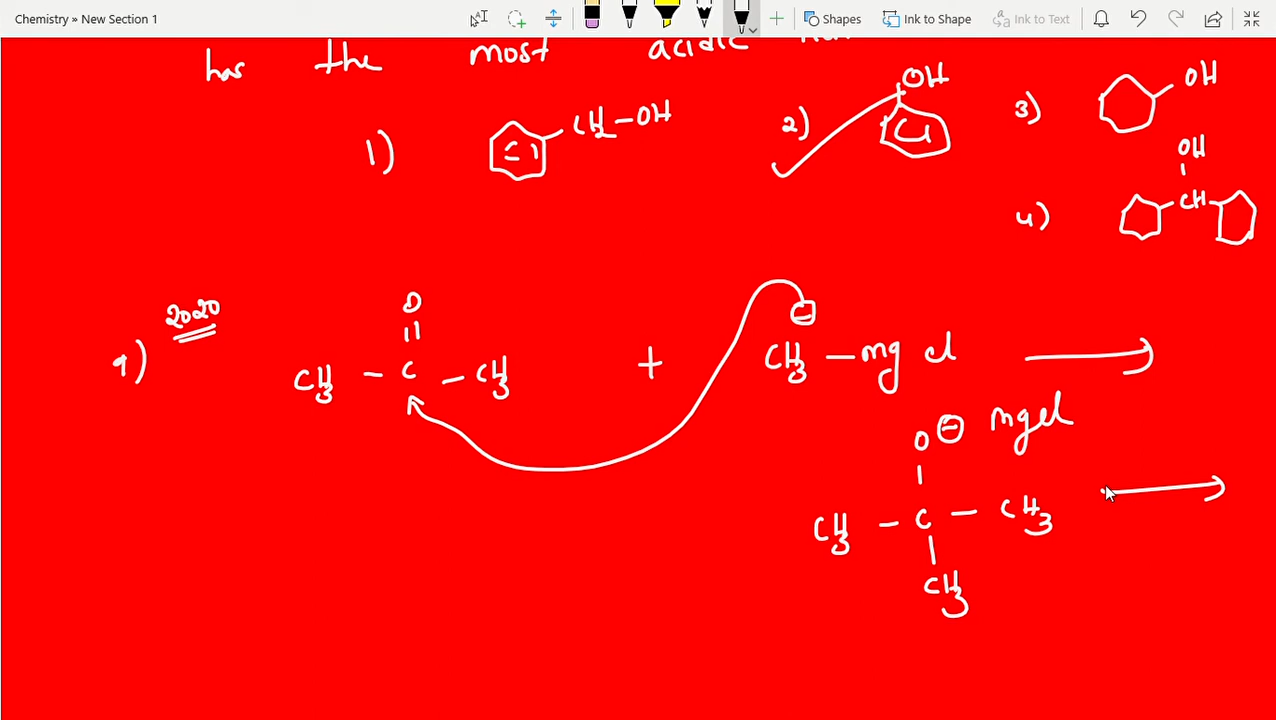 Chemistry » New Section 1
Shapes Ink to Shape Ink to Text
has the most acidic
1) CH2-OH 2) OH 3) OH
4) OH CH
9) 2020
O
CH3 - C - CH3 + CH3 - mg cl
O ⊖ mgcl
CH3 - C - CH3
CH3